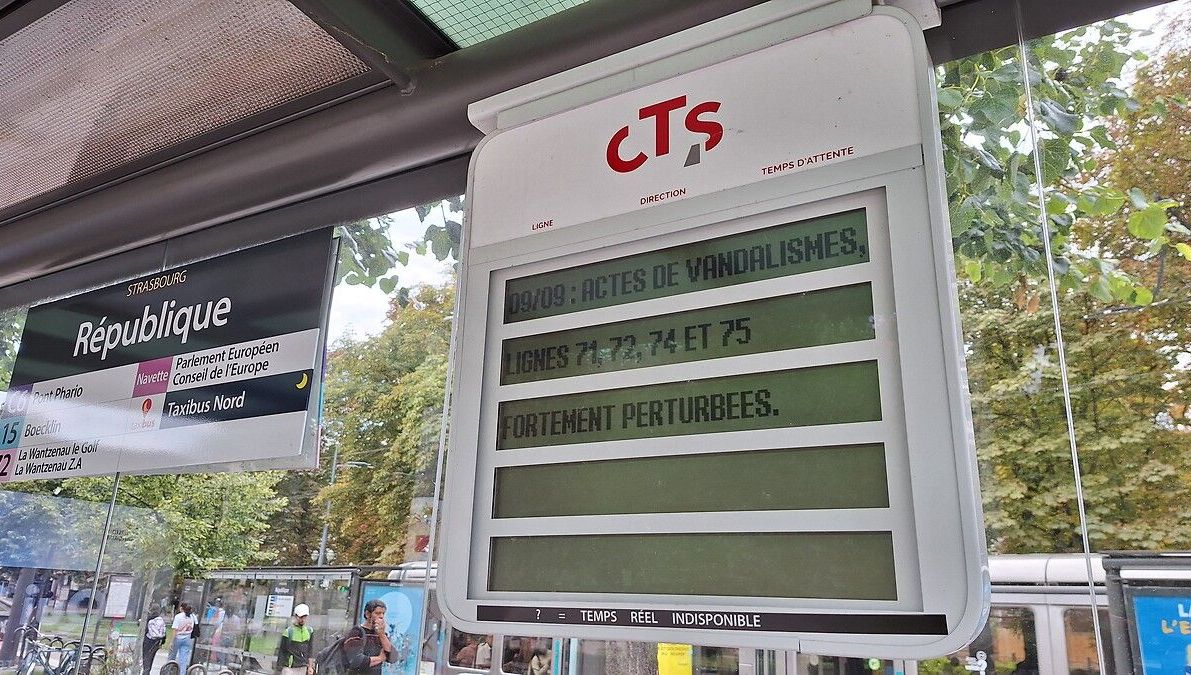 STRASBOURG
République
Navette
Parlement Européen
Conseil de l'Europe
Pont Phario
taxibus
Taxibus Nord
15
Boecklin
La Wantzenau le Golf
La Wantzenau Z.A
CTS
LIGNE
DIRECTION
TEMPS D'ATTENTE
09/09 : ACTES DE VANDALISMES,
LIGNES 71, 72, 74 ET 75
FORTEMENT PERTURBEES.
? = TEMPS RÉEL INDISPONIBLE